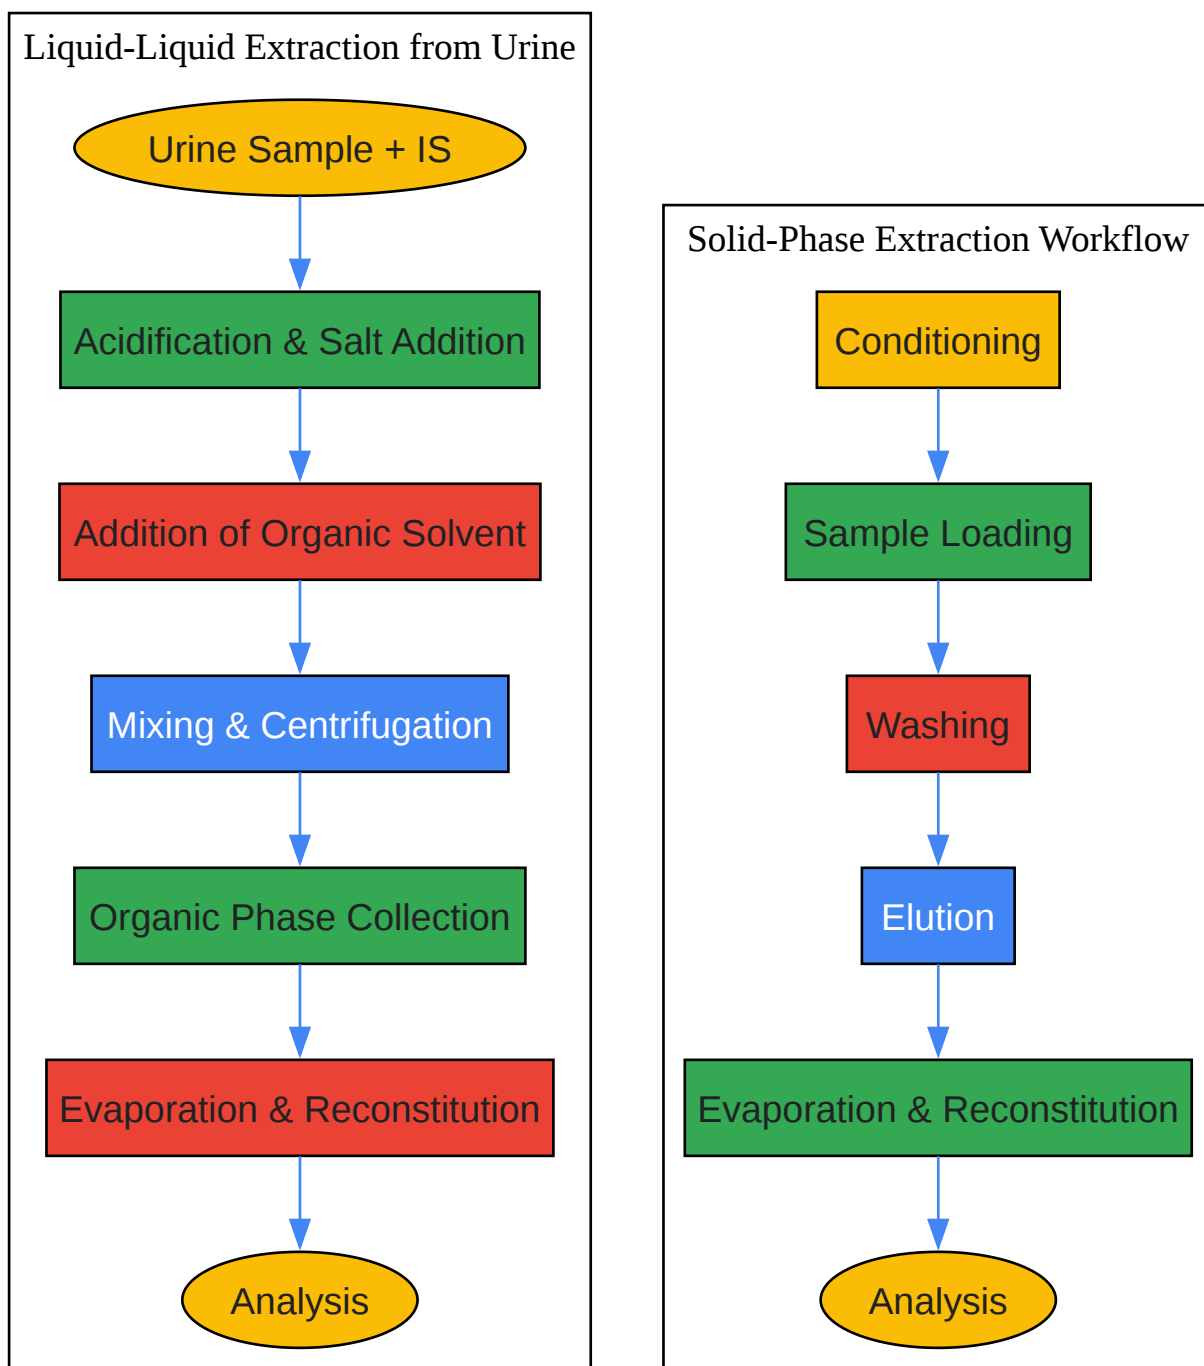 Liquid-Liquid Extraction from Urine
Urine Sample + IS
Acidification & Salt Addition
Addition of Organic Solvent
Mixing & Centrifugation
Organic Phase Collection
Evaporation & Reconstitution
Analysis
Solid-Phase Extraction Workflow
Conditioning
Sample Loading
Washing
Elution
Evaporation & Reconstitution
Analysis